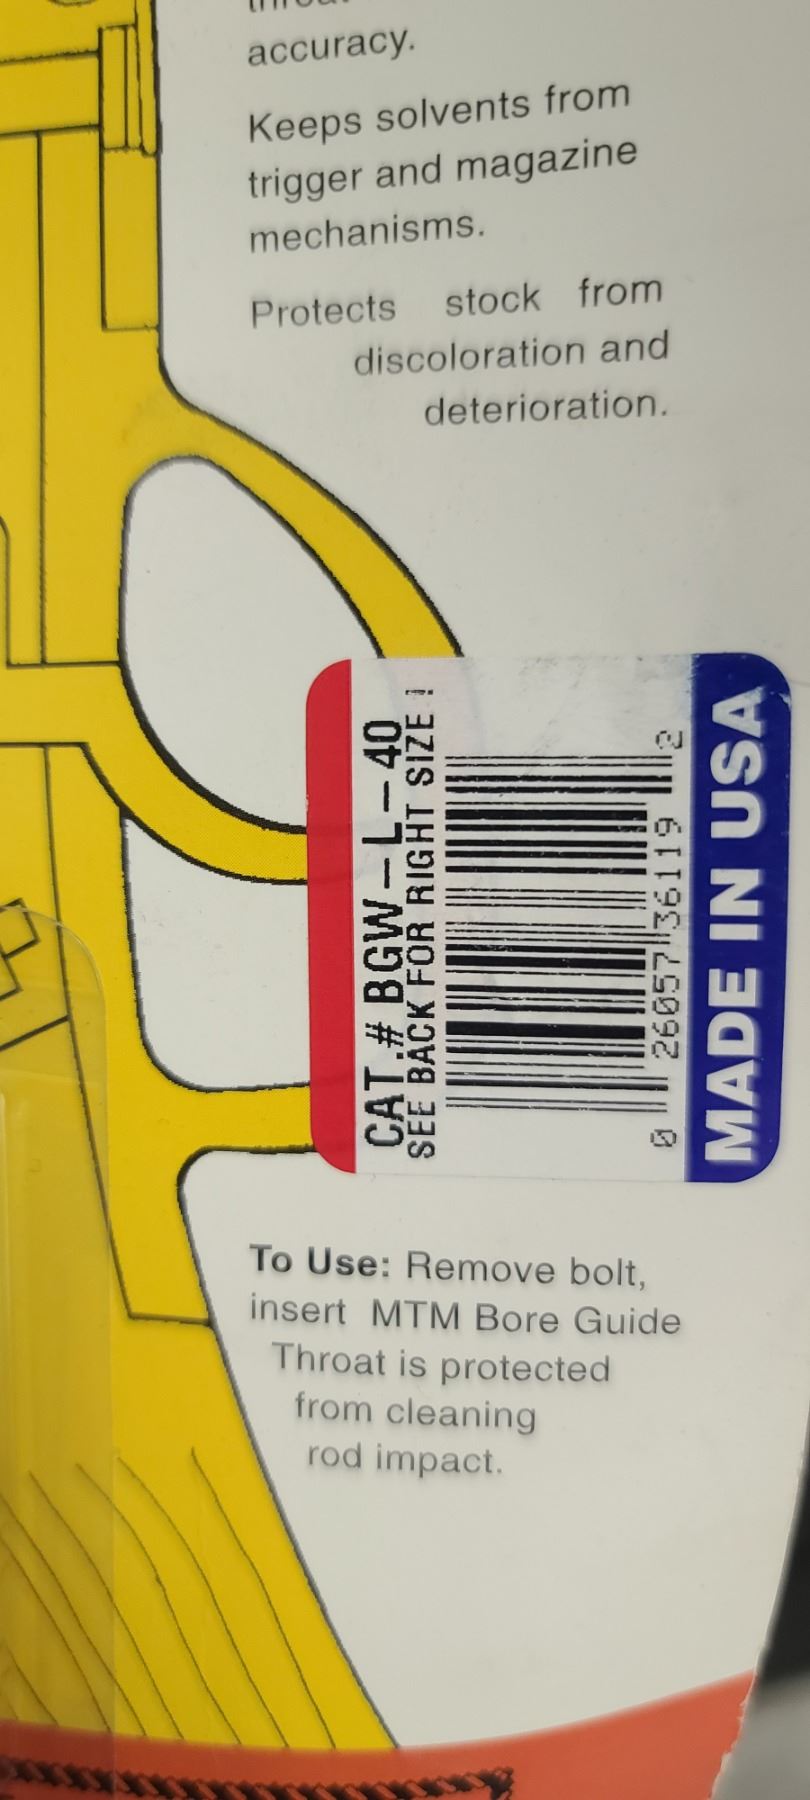 accuracy.
Keeps solvents from
trigger and magazine
mechanisms.
Protects stock from
discoloration and
deterioration.
CAT.# BGW-L-40
SEE BACK FOR RIGHT SIZE !
0 26057 36119 2
MADE IN USA
To Use: Remove bolt,
insert MTM Bore Guide
Throat is protected
from cleaning
rod impact.